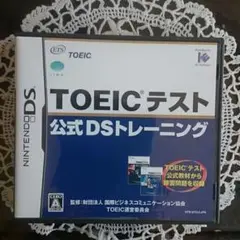 ETS
TOEIC
TOEIC®テスト
公式DSトレーニング
TOEIC®テスト
公式教材から
練習問題を収録
NINTENDO DS
A
監修:財団法人 国際ビジネスコミュニケーション協会
TOEIC運営委員会